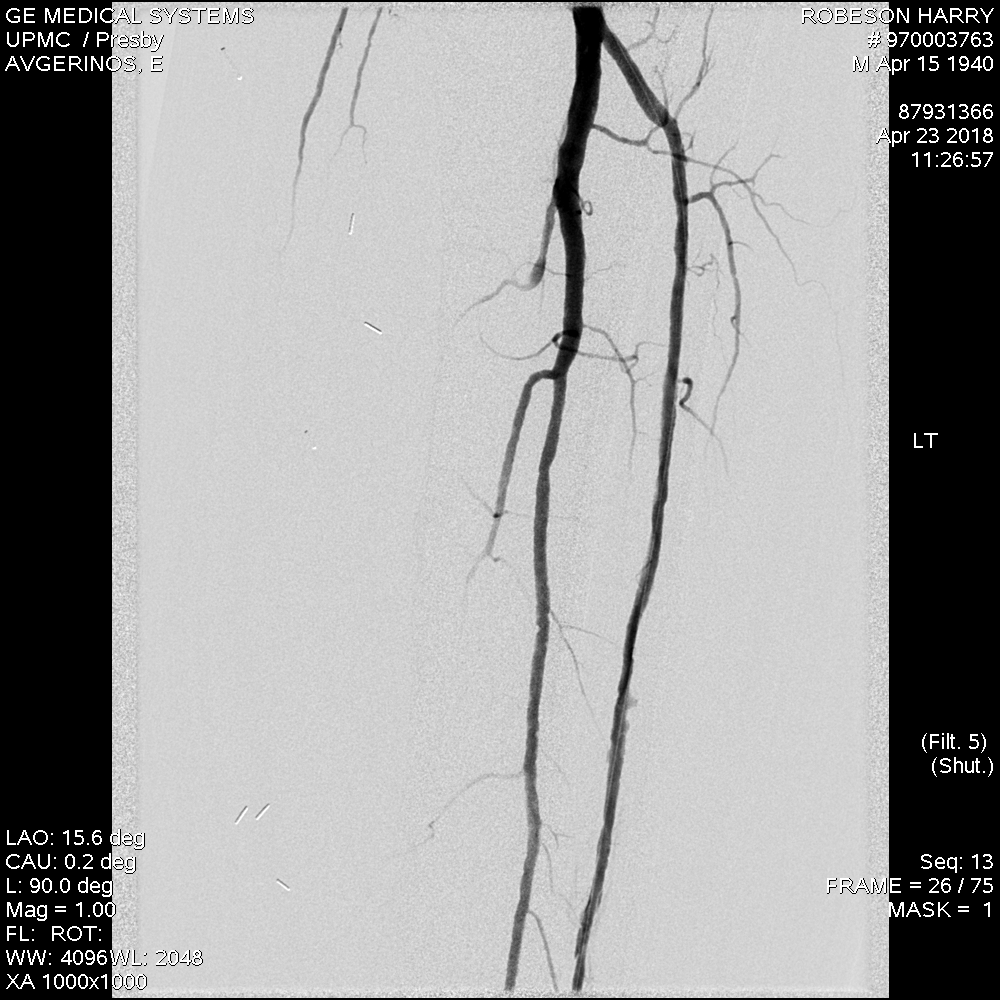 GE MEDICAL SYSTEMS
UPMC / Presby
AVGERINOS, E
ROBESON HARRY
# 970003763
M Apr 15 1940
87931366
Apr 23 2018
11:26:57
LT
(Filt. 5)
(Shut.)
LAO: 15.6 deg
CAU: 0.2 deg
L: 90.0 deg
Mag = 1.00
FL: ROT:
WW: 4096WL: 2048
XA 1000x1000
Seq: 13
FRAME = 26 / 75
MASK = 1